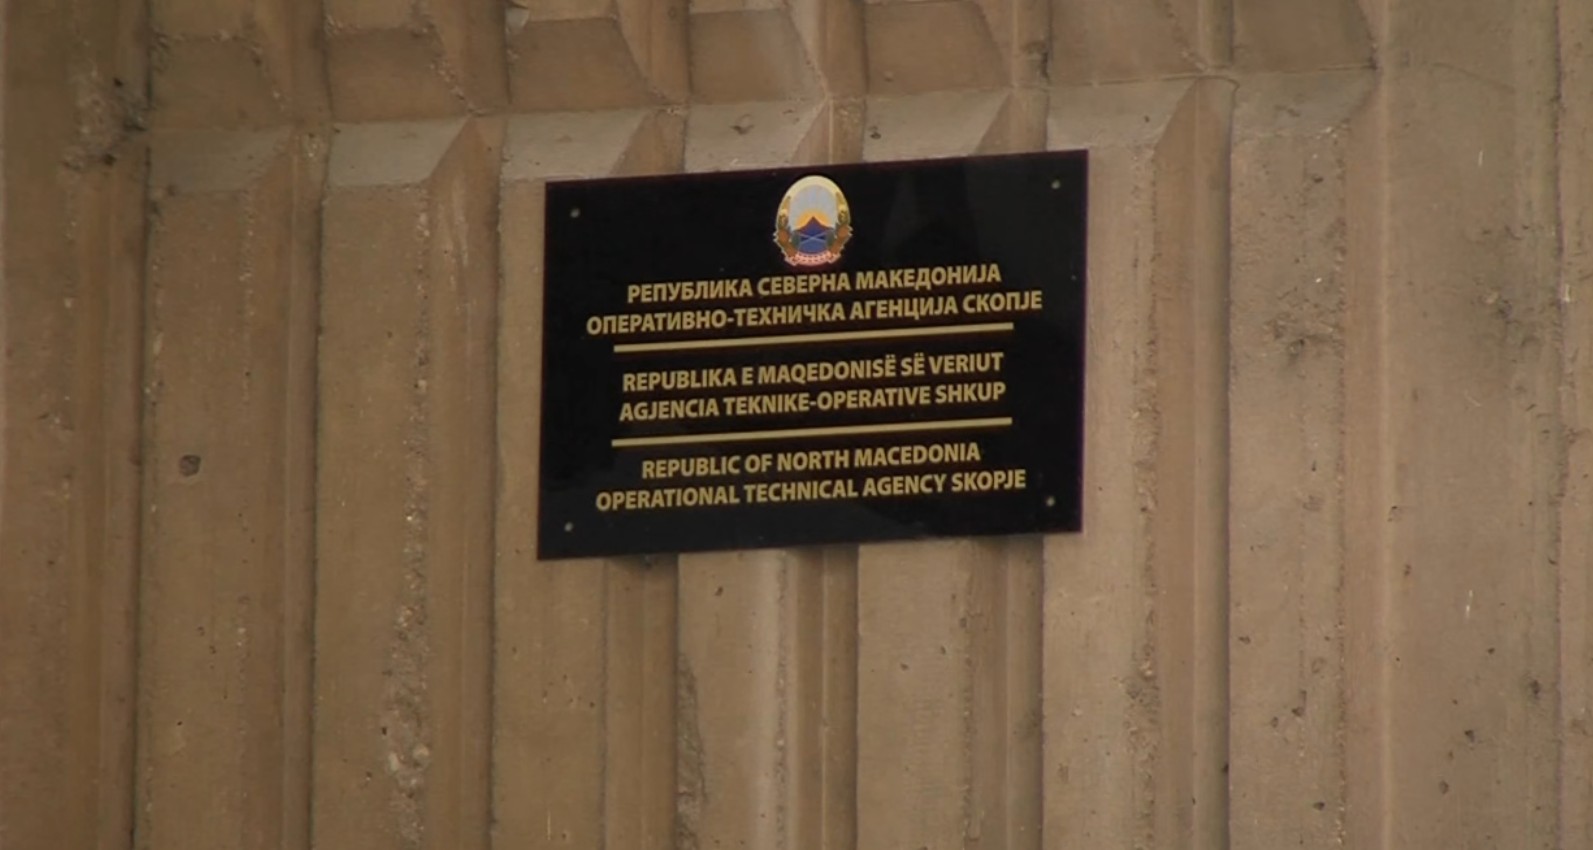 РЕПУБЛИКА СЕВЕРНА МАКЕДОНИЈА
ОПЕРАТИВНО-ТЕХНИЧКА АГЕНЦИЈА СКОПЈЕ
REPUBLIKA E MAQEDONISË SË VERIUT
AGJENCIA TEKNIKE-OPERATIVE SHKUP
REPUBLIC OF NORTH MACEDONIA
OPERATIONAL TECHNICAL AGENCY SKOPJE